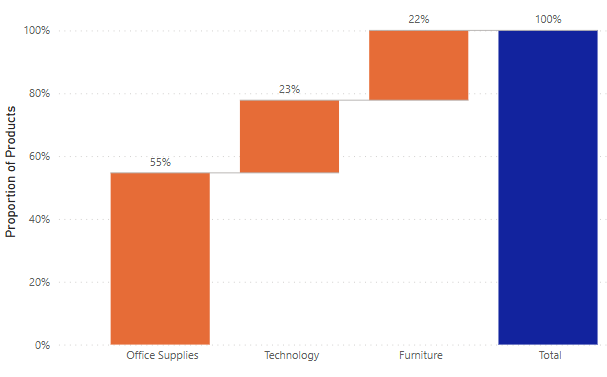 22%
100%
100%
23%
80%
55%
60%
40%
20%
0%
Proportion of Products
Office Supplies
Technology
Furniture
Total